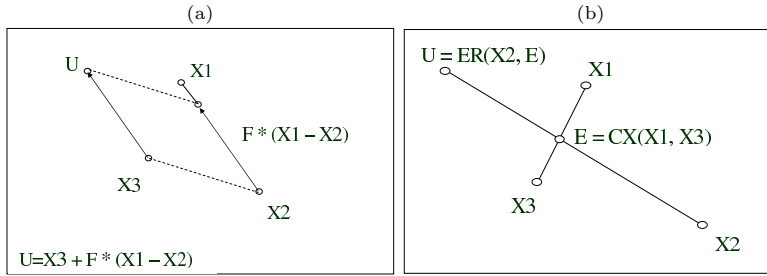 (a)
U
X1
F * (X1 − X2)
X3
X2
U=X3 + F * (X1 − X2)
(b)
U = ER(X2, E)
X1
E = CX(X1, X3)
X3
X2